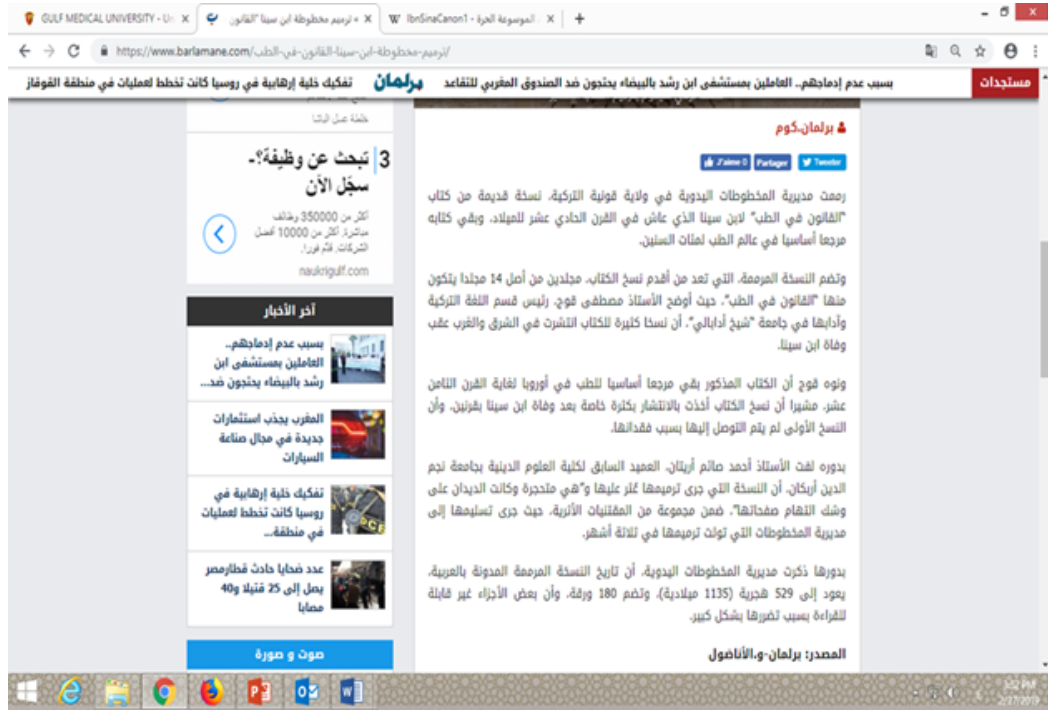 GULF MEDICAL UNIVERSITY - Un
» ترميم مخطوطة ابن سينا "القانون
IbnSinaCanon1 - الموسوعة الحرة
https://www.barlamane.com/ترميم-مخطوطة-ابن-سينا-القانون-في-الطب/
مستجدات
بسبب عدم إدماجهم.. العاملين بمستشفى ابن رشد بالبيضاء يحتجون ضد الصندوق المغربي للتقاعد
برلمان
تفكيك خلية إرهابية في روسيا كانت تخطط لعمليات في منطقة القوقاز
برلمان.كوم
J'aime 0
Partager
Tweeter
رممت مديرية المخطوطات اليدوية في ولاية قونية التركية، نسخة قديمة من كتاب
"القانون في الطب" لابن سينا الذي عاش في القرن الحادي عشر للميلاد، وبقي كتابه
مرجعا أساسيا في عالم الطب لمئات السنين.
وتضم النسخة المرممة، التي تعد من أقدم نسخ الكتاب، مجلدين من أصل 14 مجلدا يتكون
منها "القانون في الطب"، حيث أوضح الأستاذ مصطفى قوج، رئيس قسم اللغة التركية
وآدابها في جامعة "شيخ أدابالي"، أن نسخا كثيرة للكتاب انتشرت في الشرق والغرب عقب
وفاة ابن سينا.
ونوه قوج أن الكتاب المذكور بقي مرجعا أساسيا للطب في أوروبا لغاية القرن الثامن
عشر، مشيرا أن نسخ الكتاب أخذت بالانتشار بكثرة خاصة بعد وفاة ابن سينا بقرنين، وأن
النسخ الأولى لم يتم التوصل إليها بسبب فقدانها.
بدوره لفت الأستاذ أحمد صائم أريتان، العميد السابق لكلية العلوم الدينية بجامعة نجم
الدين أربكان، أن النسخة التي جرى ترميمها عُثر عليها و"هي متحجرة وكانت الديدان على
وشك التهام صفحاتها"، ضمن مجموعة من المقتنيات الأثرية، حيث جرى تسليمها إلى
مديرية المخطوطات التي تولت ترميمها في ثلاثة أشهر.
بدورها ذكرت مديرية المخطوطات اليدوية، أن تاريخ النسخة المرممة المدونة بالعربية،
يعود إلى 529 هجرية (1135 ميلادية)، وتضم 180 ورقة، وأن بعض الأجزاء غير قابلة
للقراءة بسبب تضررها بشكل كبير.
المصدر: برلمان-و.الأناضول
خلطة عسل الباشا
3 تبحث عن وظيفة؟-
سجّل الآن
أكثر من 350000 وظائف
مباشرة. أكثر من 10000 أفضل
الشركات. قدّم فورا.
naukrigulf.com
آخر الأخبار
بسبب عدم إدماجهم..
العاملين بمستشفى ابن
رشد بالبيضاء يحتجون ضد...
المغرب يجذب استثمارات
جديدة في مجال صناعة
السيارات
تفكيك خلية إرهابية في
روسيا كانت تخطط لعمليات
في منطقة...
عدد ضحايا حادث قطارمصر
يصل إلى 25 قتيلا و40
مصابا
صوت و صورة
3:52 PM
2/27/2019